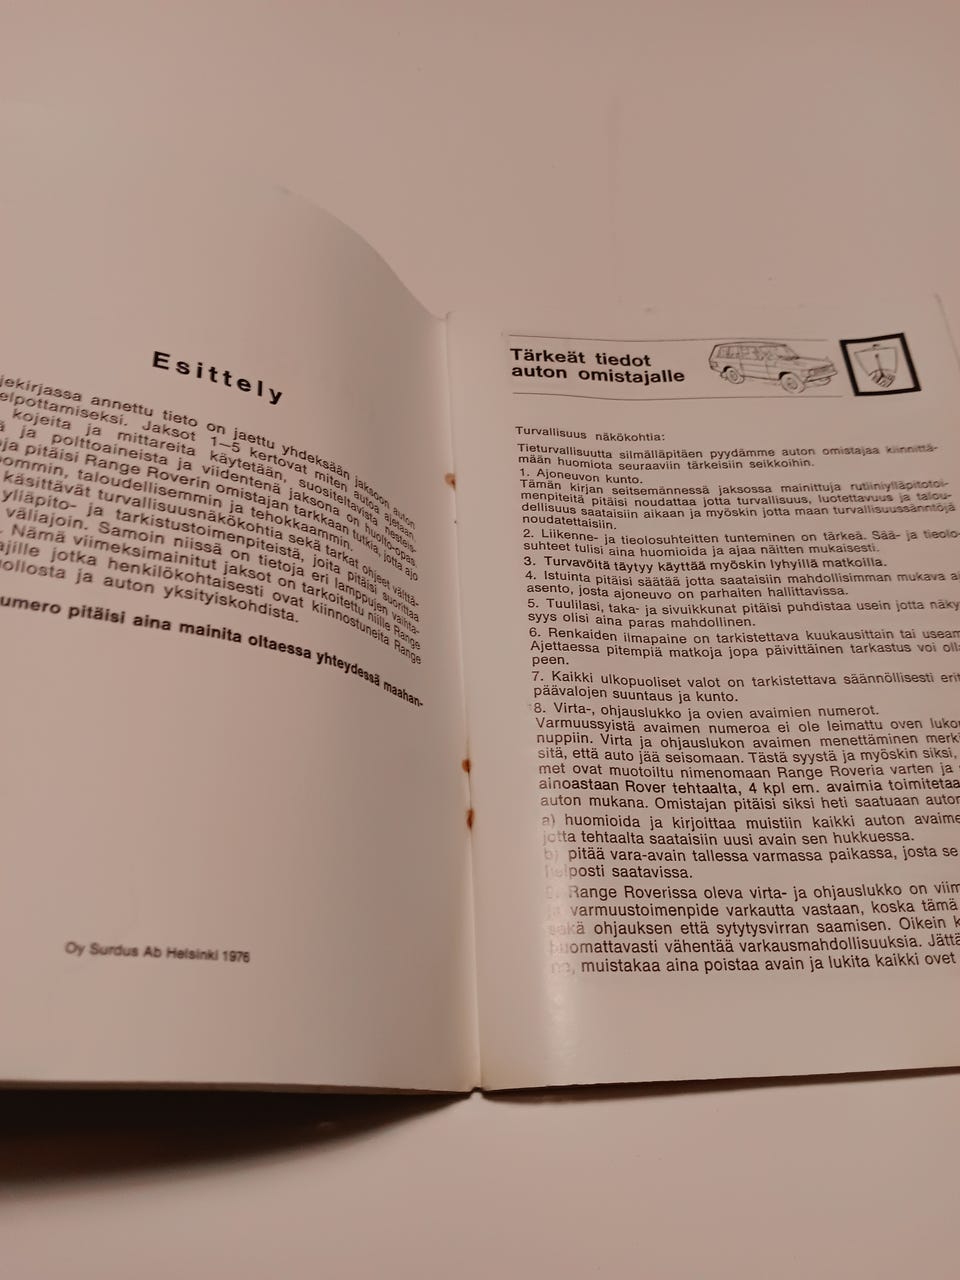 Esittely
jekirjassa annettu tieto on jaettu yhdeksään jaksoon
elpottamiseksi. Jaksot 1—5 kertovat miten auton
kojeita ja mittareita käytetään, suositeltavista
ja polttoaineista ja viidentenä jaksona on huolto-opas.
ja pitäisi Range Roverin omistajan tarkkaan tutkia, jotta ajo
ommin, taloudellisemmin ja tehokkaammin.
käsittävät turvallisuusnäkökohtia sekä tarkat ohjeet
ylläpito- ja tarkistustoimenpiteistä, joita pitäisi suorittaa
väliajoin. Samoin niissä on tietoja eri lamppujen
Nämä viimeksimainitut jaksot on tarkoitettu niille Range
jille jotka henkilökohtaisesti ovat kiinnostuneita Range
ollosta ja auton yksityiskohdista.
umero pitäisi aina mainita oltaessa yhteydessä maahan-
Oy Surdus Ab Helsinki 1976
Tärkeät tiedot
auton omistajalle
Turvallisuus näkökohtia:
Tieturvallisuutta silmälläpitäen pyydämme auton omistajaa kiinnittä-
mään huomiota seuraaviin tärkeisiin seikkoihin.
1. Ajoneuvon kunto.
Tämän kirjan seitsemännessä jaksossa mainittuja rutiiniylläpitotoi-
menpiteitä pitäisi noudattaa jotta turvallisuus, luotettavuus ja talou-
dellisuus saataisiin aikaan ja myöskin jotta maan turvallisuussääntöjä
noudatettaisiin.
2. Liikenne- ja tieolosuhteitten tunteminen on tärkeä. Sää- ja tieolo-
suhteet tulisi aina huomioida ja ajaa näitten mukaisesti.
3. Turvavöitä täytyy käyttää myöskin lyhyillä matkoilla.
4. Istuinta pitäisi säätää jotta saataisiin mahdollisimman mukava a
asento, josta ajoneuvo on parhaiten hallittavissa.
5. Tuulilasi, taka- ja sivuikkunat pitäisi puhdistaa usein jotta näky
syys olisi aina paras mahdollinen.
6. Renkaiden ilmapaine on tarkistettava kuukausittain tai useam
Ajettaessa pitempiä matkoja jopa päivittäinen tarkastus voi oll
peen.
7. Kaikki ulkopuoliset valot on tarkistettava säännöllisesti erit
päävalojen suuntaus ja kunto.
8. Virta-, ohjauslukko ja ovien avaimien numerot.
Varmuussyistä avaimen numeroa ei ole leimattu oven luko
nuppiin. Virta ja ohjauslukon avaimen menettäminen merki
sitä, että auto jää seisomaan. Tästä syystä ja myöskin siksi,
met ovat muotoiltu nimenomaan Range Roveria varten ja
ainoastaan Rover tehtaalta, 4 kpl em. avaimia toimitetaa
auton mukana. Omistajan pitäisi siksi heti saatuaan auton
a) huomioida ja kirjoittaa muistiin kaikki auton avaime
jotta tehtaalta saataisiin uusi avain sen hukkuessa.
b) pitää vara-avain tallessa varmassa paikassa, josta se
helposti saatavissa.
9. Range Roverissa oleva virta- ja ohjauslukko on viim
varmuustoimenpide varkautta vastaan, koska tämä
sekä ohjauksen että sytytysvirran saamisen. Oikein k
huomattavasti vähentää varkausmahdollisuuksia. Jättä
muistakaa aina poistaa avain ja lukita kaikki ovet